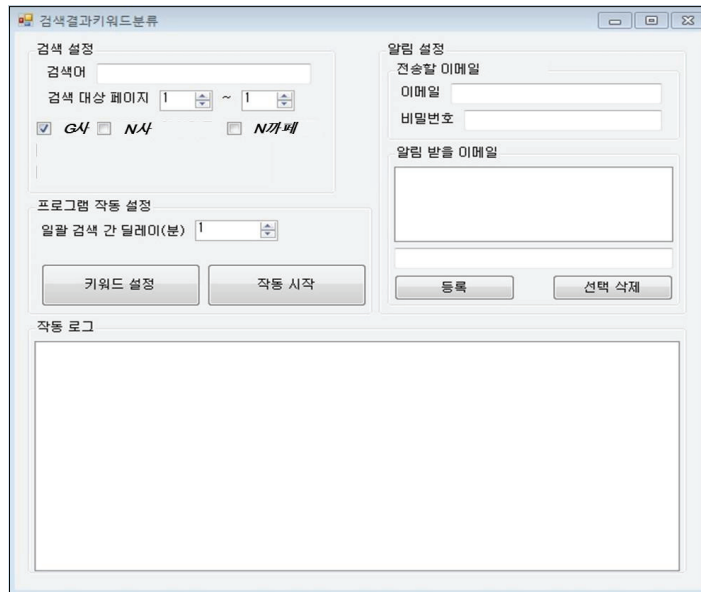 검색결과키워드분류
검색 설정
검색어
검색 대상 페이지 1 ~ 1
G사 N사 N까페
프로그램 작동 설정
일괄 검색 간 딜레이(분) 1
키워드 설정 작동 시작
알림 설정
전송할 이메일
이메일
비밀번호
알림 받을 이메일
등록 선택 삭제
작동 로그